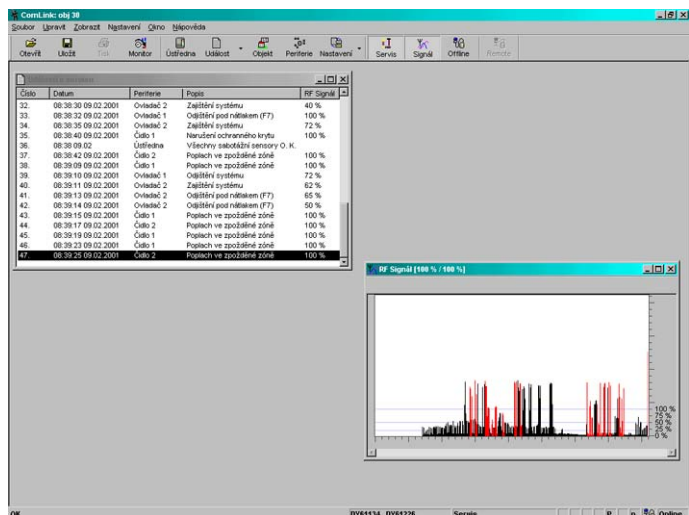 ComLink: obj 30
Soubor Upravit Zobrazit Nastavení Okno Nápověda
Otevřít Uložit Tisk Monitor Ústředna Událost Objekt Periferie Nastavení Servis Signál Offline Remote
Číslo Datum Periferie Popis RF Signál
32. 08:38:30 09.02.2001 Ovladač 2 Zajištění systému 40 %
33. 08:38:32 09.02.2001 Ovladač 1 Odjištění pod nátlakem (F7) 100 %
34. 08:38:35 09.02.2001 Ovladač 2 Zajištění systému 72 %
35. 08:38:40 09.02.2001 Čidlo 1 Narušení ochranného krytu 100 %
36. 08:38 09.02 Ústředna Všechny sabotážní sensory O. K.
37. 08:38:42 09.02.2001 Čidlo 2 Poplach ve zpožděné zóně 100 %
38. 08:39:09 09.02.2001 Čidlo 1 Poplach ve zpožděné zóně 100 %
39. 08:39:10 09.02.2001 Ovladač 1 Odjištění systému 72 %
40. 08:39:11 09.02.2001 Ovladač 2 Zajištění systému 62 %
41. 08:39:13 09.02.2001 Ovladač 2 Odjištění pod nátlakem (F7) 65 %
42. 08:39:14 09.02.2001 Ovladač 2 Odjištění pod nátlakem (F7) 50 %
43. 08:39:15 09.02.2001 Čidlo 1 Poplach ve zpožděné zóně 100 %
44. 08:39:17 09.02.2001 Čidlo 2 Poplach ve zpožděné zóně 100 %
45. 08:39:19 09.02.2001 Čidlo 1 Poplach ve zpožděné zóně 100 %
46. 08:39:23 09.02.2001 Čidlo 1 Poplach ve zpožděné zóně 100 %
47. 08:39:25 09.02.2001 Čidlo 2 Poplach ve zpožděné zóně 100 %
RF Signál [100 % / 100 %]
100 %
75 %
50 %
25 %
0 %
OK DY61134, DY61226 Servis P n Online